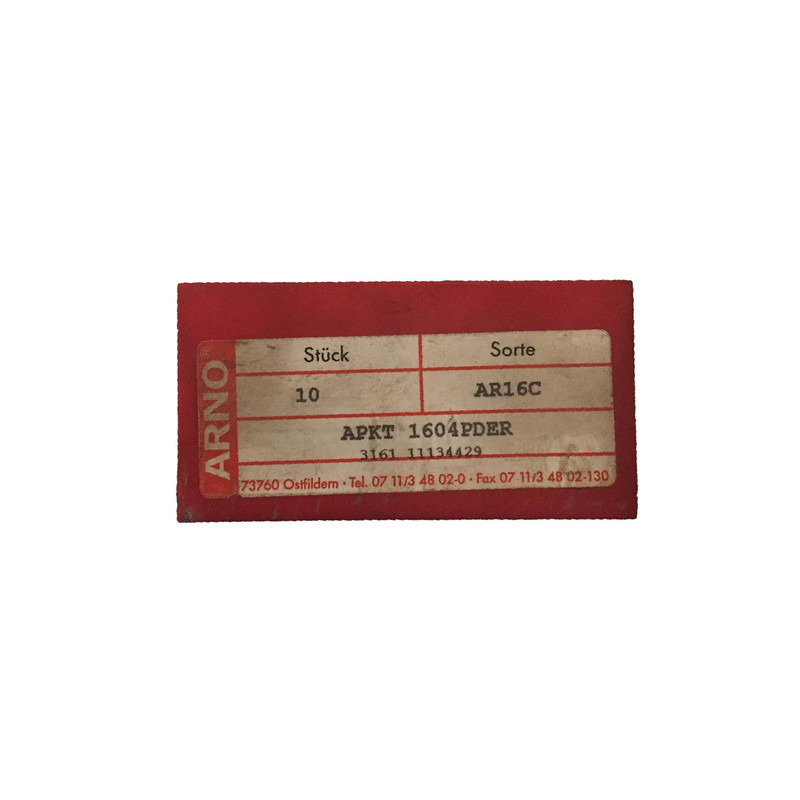 ARNO®
Stück Sorte
10 AR16C
APKT 1604PDER
3161 11134429
73760 Ostfildern · Tel. 07 11/3 48 02-0 · Fax 07 11/3 48 02-130